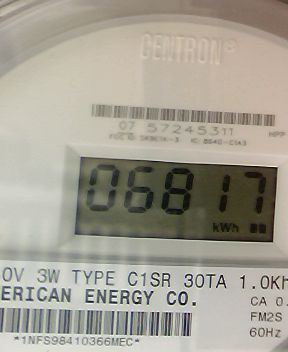 CENTRON®
07 57245311
06817
kWh
0V 3W TYPE C1SR 30TA 1.0Kh
ERICAN ENERGY CO.
CA 0.
FM2S
60Hz
*1NFS98410366MEC*